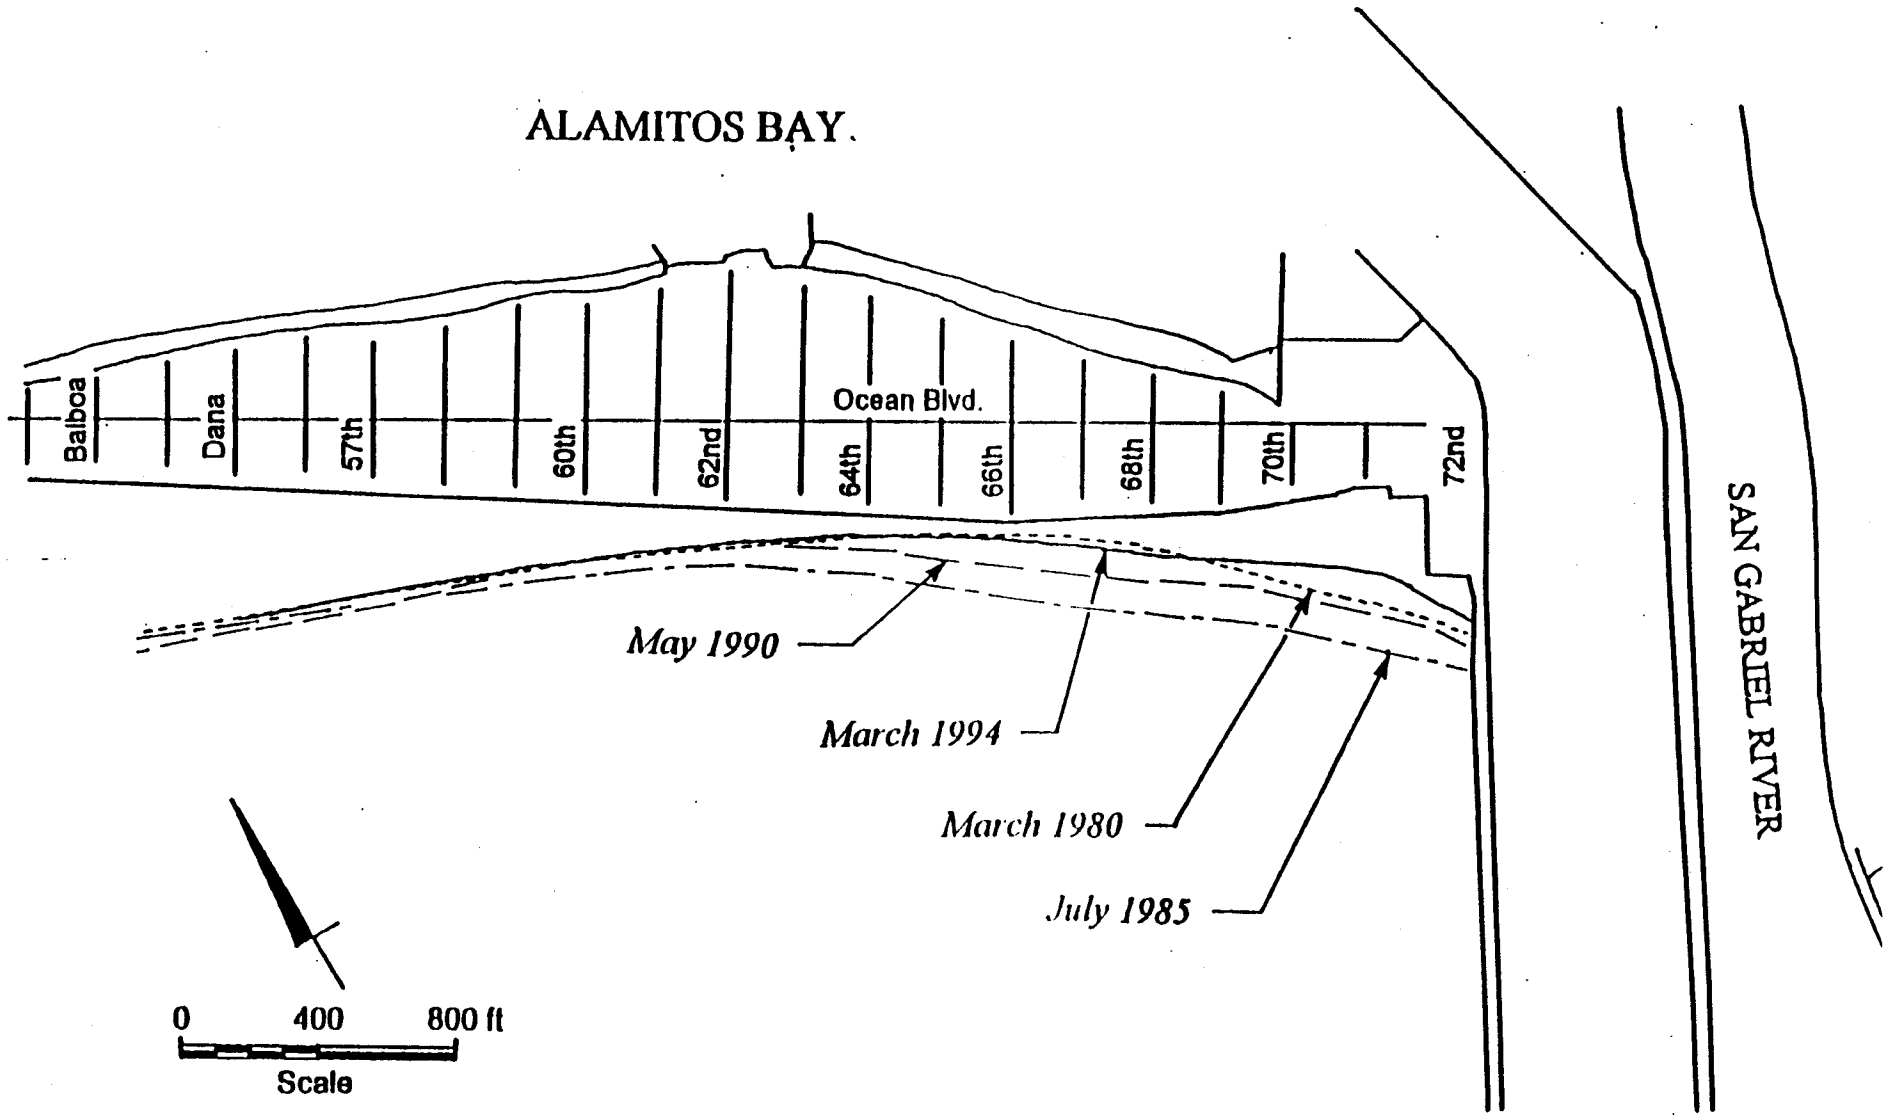 ALAMITOS BAY.
Ocean Blvd.
Balboa
Dana
57th
60th
62nd
64th
66th
68th
70th
72nd
SAN GABRIEL RIVER
May 1990
March 1994
March 1980
July 1985
0 400 800 ft
Scale